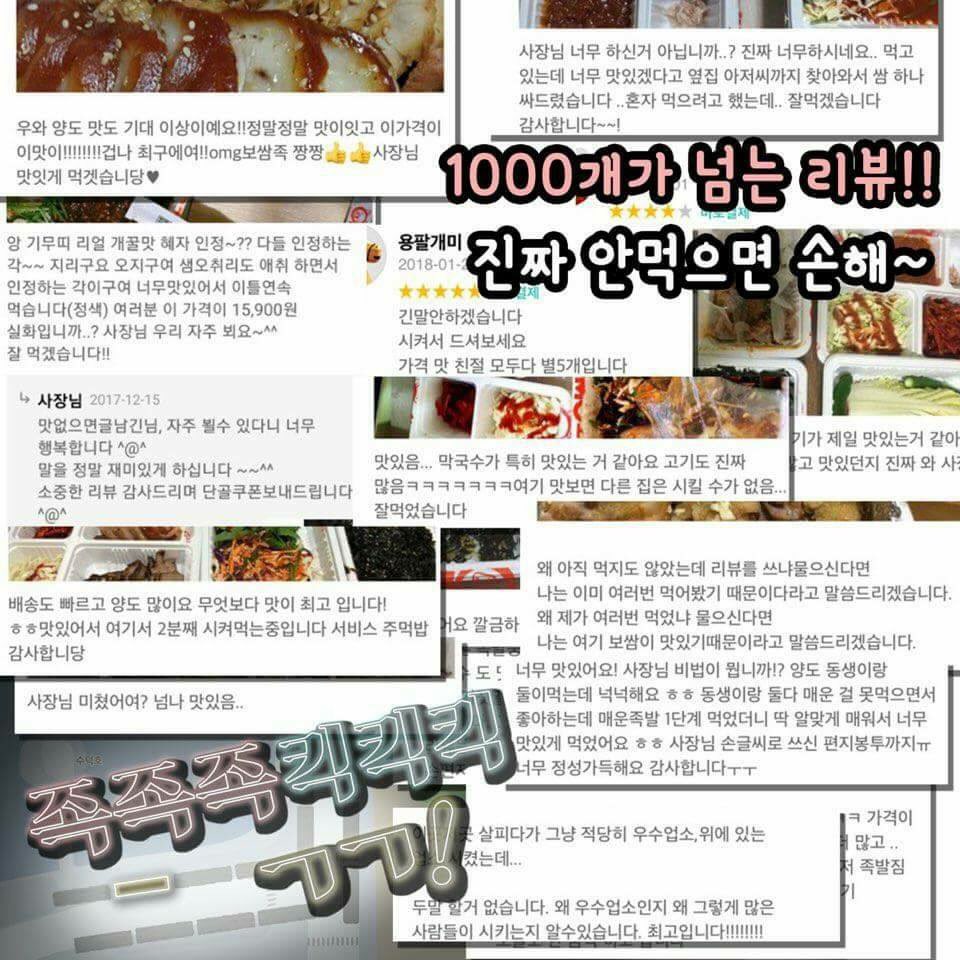 우와 양도 맛도 기대 이상이예요!!정말정말 맛이잇고 이가격이
이맛이!!!!!!!!겁나 최구에여!!omg보쌈족 짱짱👍👍사장님
맛잇게 먹겟습니당♥
사장님 너무 하신거 아닙니까..? 진짜 너무하시네요.. 먹고
있는데 너무 맛있겠다고 옆집 아저씨까지 찾아와서 쌈 하나
싸드렸습니다 ..혼자 먹으려고 했는데.. 잘먹겠습니다
감사합니다~~!
1000개가 넘는 리뷰!!
진짜 안먹으면 손해~
앙 기무띠 리얼 개꿀맛 혜자 인정~?? 다들 인정하는
각~~ 지리구요 오지구여 샘오취리도 애취 하면서
인정하는 각이구여 너무맛있어서 이틀연속
먹습니다(정색) 여러분 이 가격이 15,900원
실화입니까..? 사장님 우리 자주 뵈요~^^
잘 먹겠습니다!!
↳ 사장님 2017-12-15
맛없으면글남긴님, 자주 뵐수 있다니 너무
행복합니다 ^@^
말을 정말 재미있게 하십니다 ~~^^
소중한 리뷰 감사드리며 단골쿠폰보내드립니다
^@^
용팔개미
2018-01-2
★★★★★ 결제
긴말안하겠습니다
시켜서 드셔보세요
가격 맛 친절 모두다 별5개입니다
맛있음... 막국수가 특히 맛있는 거 같아요 고기도 진짜
많음ㅋㅋㅋㅋㅋㅋㅋ여기 맛보면 다른 집은 시킬 수가 없음...
잘먹었습니다
기가 제일 맛있는거 같아
많고 맛있던지 진짜 와 사장
배송도 빠르고 양도 많이요 무엇보다 맛이 최고 입니다!
ㅎㅎ맛있어서 여기서 2분째 시켜먹는중입니다 서비스 주먹밥
감사합니당
왜 아직 먹지도 않았는데 리뷰를 쓰냐물으신다면
나는 이미 여러번 먹어봤기 때문이다라고 말씀드리겠습니다.
왜 제가 여러번 먹었냐 물으신다면
나는 여기 보쌈이 맛있기때문이라고 말씀드리겠습니다.
어요 깔금하
사장님 미쳤어여? 넘나 맛있음..
너무 맛있어요! 사장님 비법이 뭡니까!? 양도 동생이랑
둘이먹는데 넉넉해요 ㅎㅎ 동생이랑 둘다 매운 걸 못먹으면서
좋아하는데 매운족발 1단계 먹었더니 딱 알맞게 매워서 너무
맛있게 먹었어요 ㅎㅎ 사장님 손글씨로 쓰신 편지봉투까지ㅠ
너무 정성가득해요 감사합니다ㅜㅜ
족족족킥킥킥
ㅡ ㄱㄱ!
살피다가 그냥 적당히 우수업소,위에 있는
시켰는데...
두말 할거 없습니다. 왜 우수업소인지 왜 그렇게 많은
사람들이 시키는지 알수있습니다. 최고입니다!!!!!!!!
ㅋ 가격이
많고 ..
족발짐